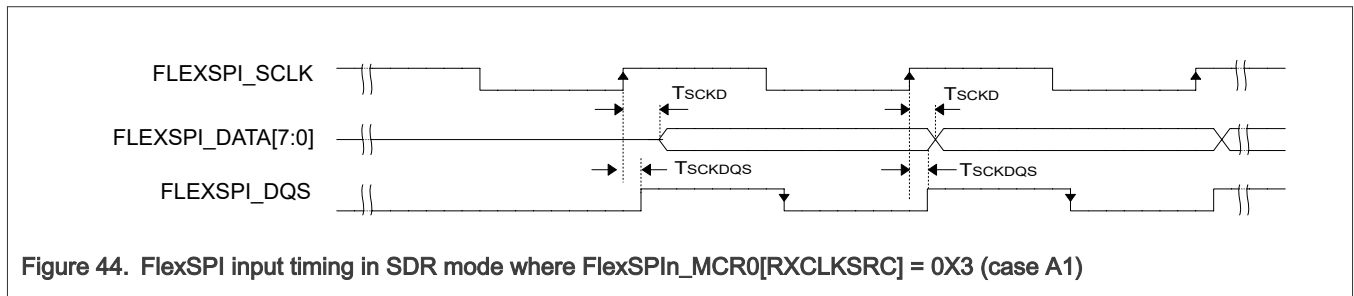 FLEXSPI_SCLK
TSCKD TSCKD
FLEXSPI_DATA[7:0]
TSCKDQS TSCKDQS
FLEXSPI_DQS
Figure 44. FlexSPI input timing in SDR mode where FlexSPIn_MCR0[RXCLKSRC] = 0X3 (case A1)